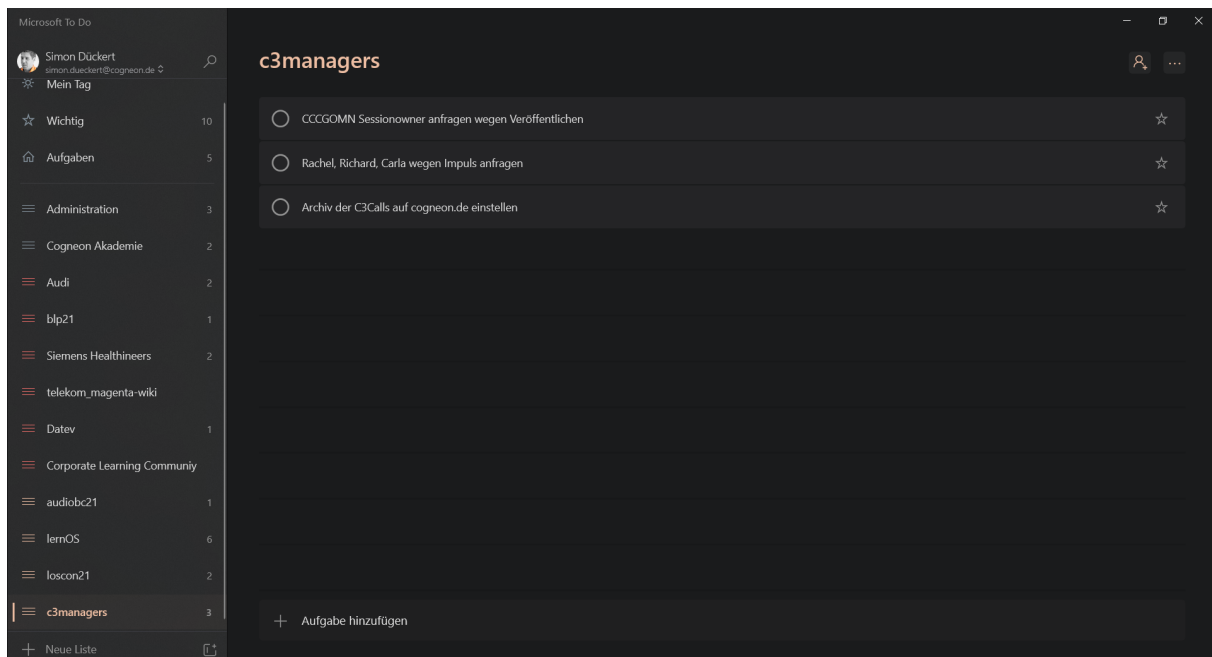 Microsoft To Do
Simon Dückert
simon.dueckert@cogneon.de
Mein Tag
Wichtig 10
Aufgaben 5
Administration 3
Cogneon Akademie 2
Audi 2
blp21 1
Siemens Healthineers 2
telekom_magenta-wiki
Datev 1
Corporate Learning Communiy
audiobc21 1
lernOS 6
loscon21 2
c3managers 3
Neue Liste
c3managers
CCCGOMN Sessionowner anfragen wegen Veröffentlichen
Rachel, Richard, Carla wegen Impuls anfragen
Archiv der C3Calls auf cogneon.de einstellen
Aufgabe hinzufügen